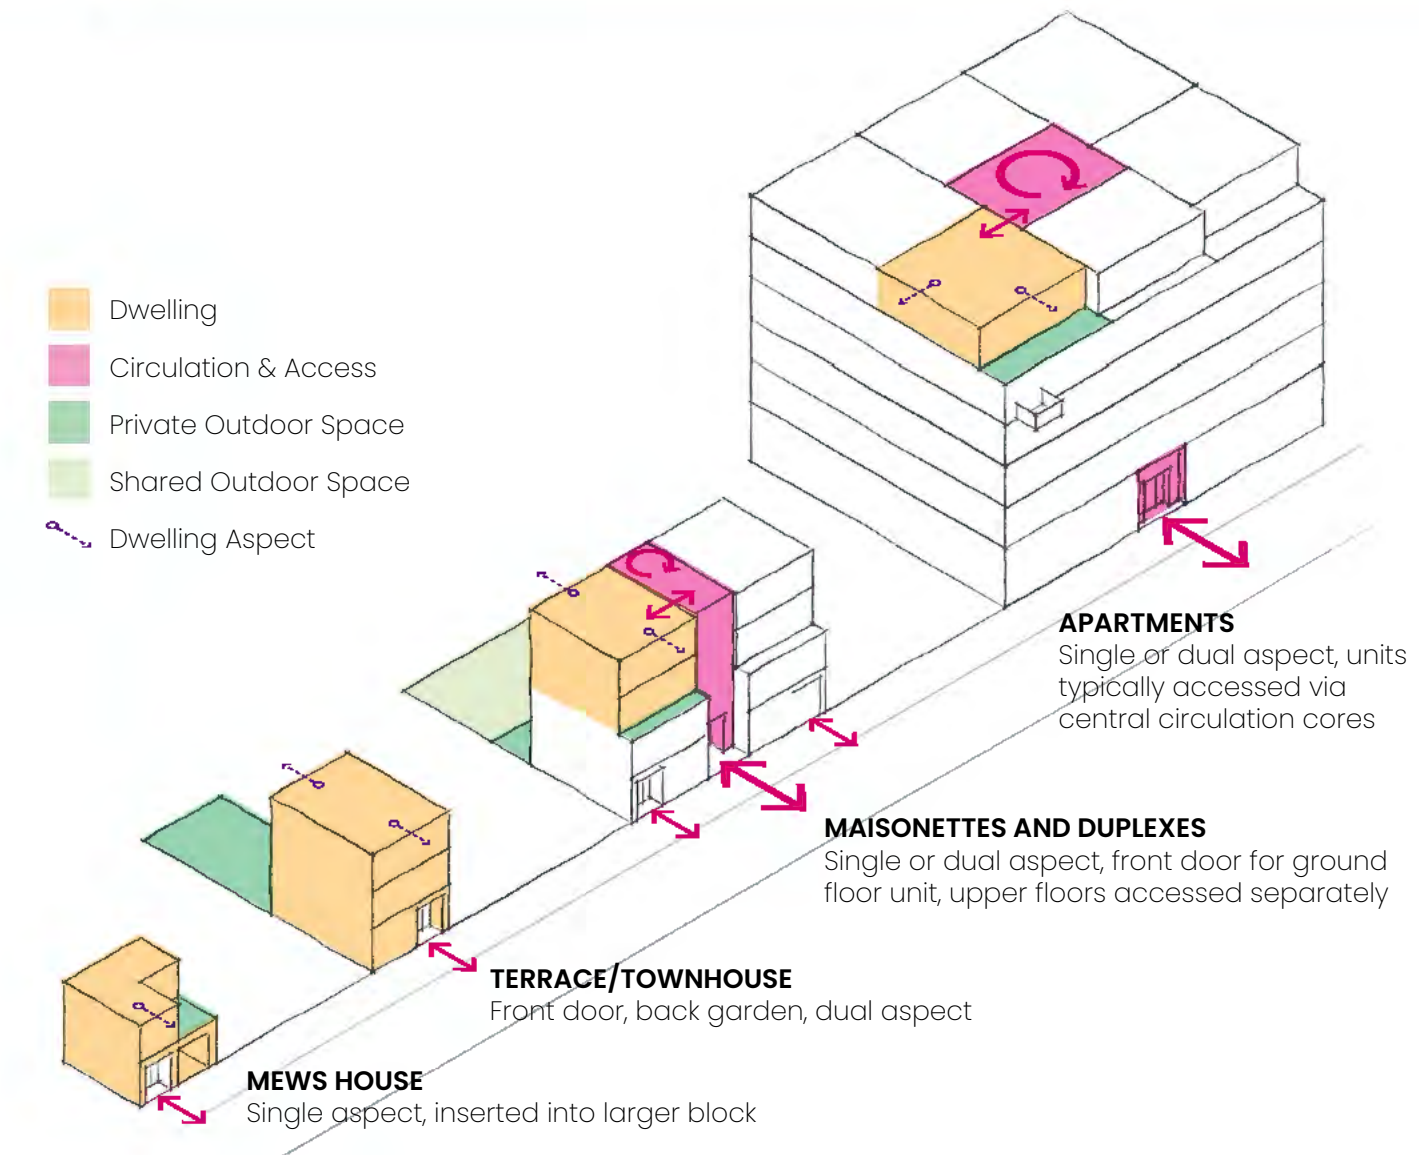 Dwelling
Circulation & Access
Private Outdoor Space
Shared Outdoor Space
Dwelling Aspect
APARTMENTS
Single or dual aspect, units
typically accessed via
central circulation cores
MAISONETTES AND DUPLEXES
Single or dual aspect, front door for ground
floor unit, upper floors accessed separately
TERRACE/TOWNHOUSE
Front door, back garden, dual aspect
MEWS HOUSE
Single aspect, inserted into larger block